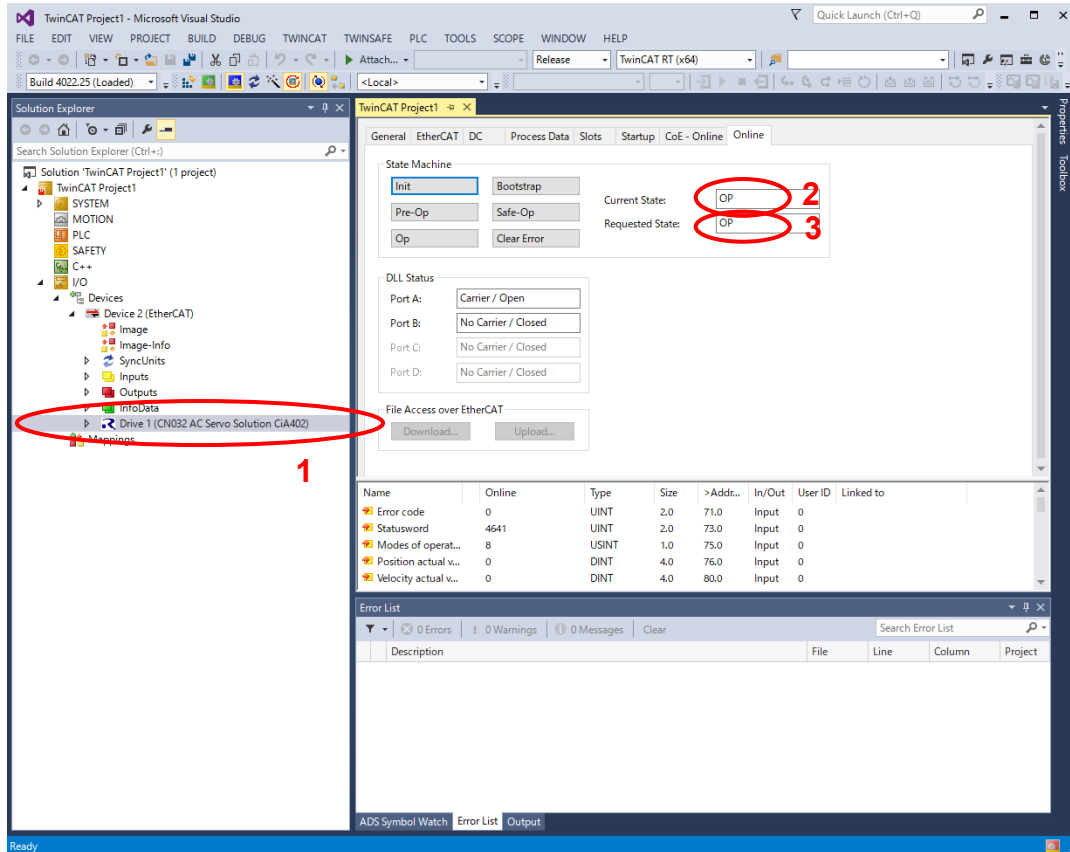 TwinCAT Project1 - Microsoft Visual Studio
Quick Launch (Ctrl+Q)
FILE EDIT VIEW PROJECT BUILD DEBUG TWINCAT TWINSAFE PLC TOOLS SCOPE WINDOW HELP
Attach... Release TwinCAT RT (x64)
Build 4022.25 (Loaded) <Local>
Solution Explorer
Search Solution Explorer (Ctrl+:)
Solution 'TwinCAT Project1' (1 project)
TwinCAT Project1
SYSTEM
MOTION
PLC
SAFETY
C++
I/O
Devices
Device 2 (EtherCAT)
Image
Image-Info
SyncUnits
Inputs
Outputs
InfoData
Drive 1 (CN032 AC Servo Solution CiA402)
Mappings
1
TwinCAT Project1
General EtherCAT DC Process Data Slots Startup CoE - Online Online
State Machine
Init Bootstrap
Pre-Op Safe-Op
Op Clear Error
Current State: OP 2
Requested State: OP 3
DLL Status
Port A: Carrier / Open
Port B: No Carrier / Closed
Port C: No Carrier / Closed
Port D: No Carrier / Closed
File Access over EtherCAT
Download... Upload...
Name Online Type Size >Addr... In/Out User ID Linked to
Error code 0 UINT 2.0 71.0 Input 0
Statusword 4641 UINT 2.0 73.0 Input 0
Modes of operat... 8 USINT 1.0 75.0 Input 0
Position actual v... 0 DINT 4.0 76.0 Input 0
Velocity actual v... 0 DINT 4.0 80.0 Input 0
Error List
0 Errors 0 Warnings 0 Messages Clear Search Error List
Description File Line Column Project
ADS Symbol Watch Error List Output
Properties
Toolbox
Ready